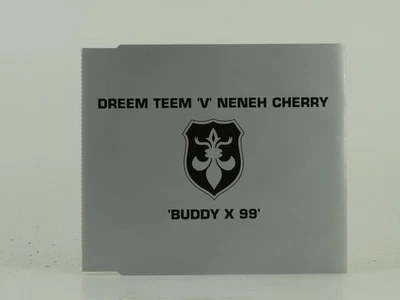 DREEM TEEM 'V' NENEH CHERRY
'BUDDY X 99'